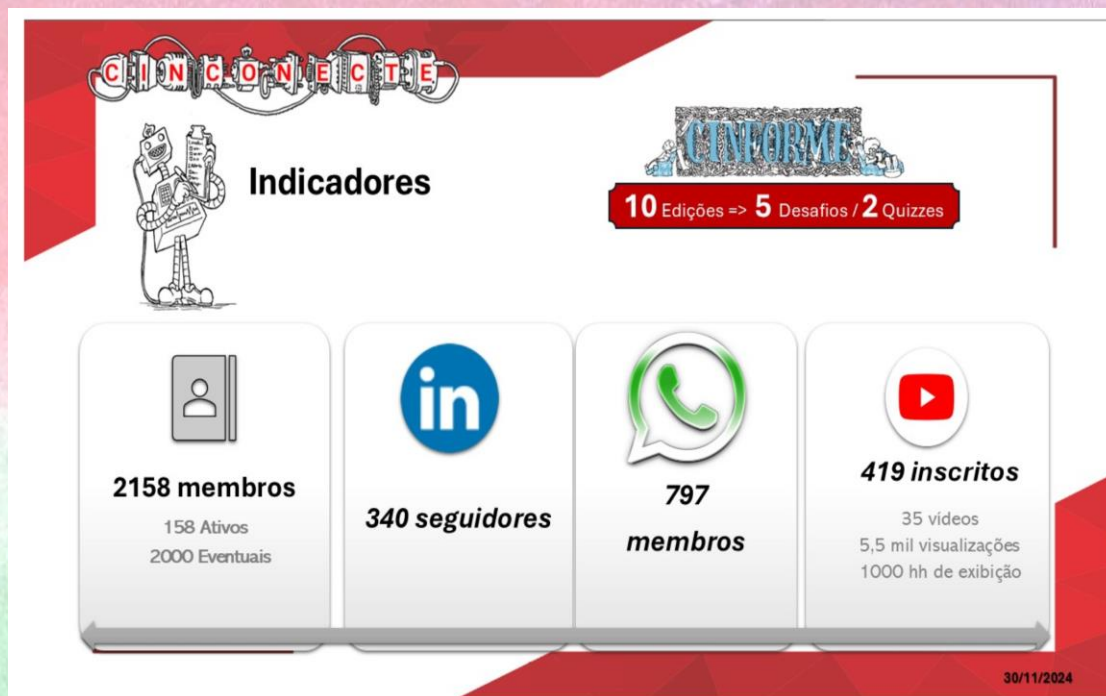 CINCONECTE
Indicadores
CINFORME
10 Edições => 5 Desafios / 2 Quizzes
2158 membros
158 Ativos
2000 Eventuais
in
340 seguidores
797
membros
419 inscritos
35 vídeos
5,5 mil visualizações
1000 hh de exibição
30/11/2024